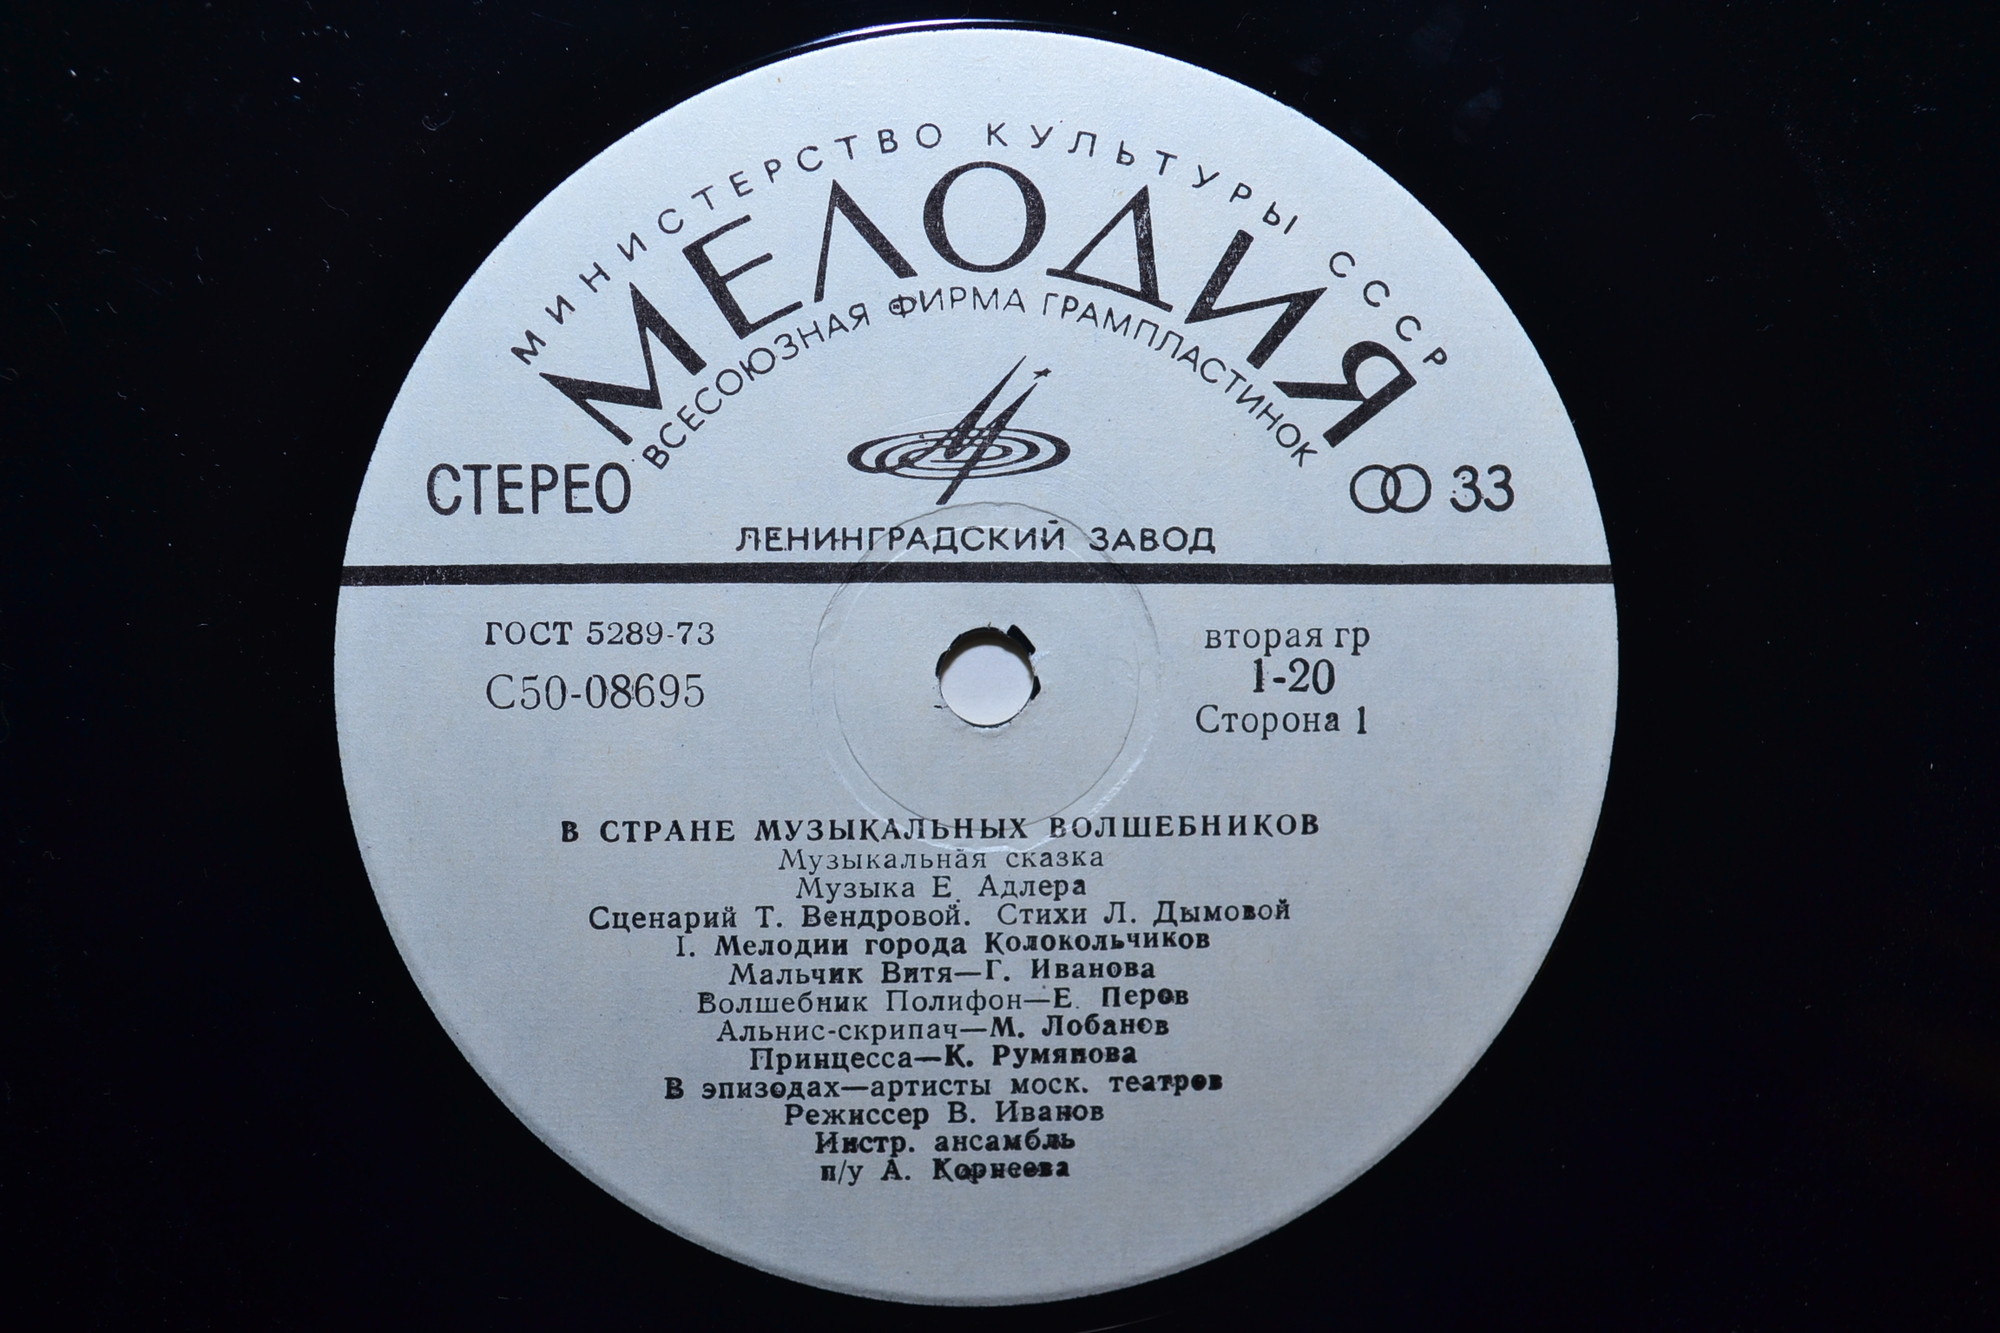 МИНИСТЕРСТВО КУЛЬТУРЫ СССР
МЕЛОДИЯ
ВСЕСОЮЗНАЯ ФИРМА ГРАМПЛАСТИНОК
СТЕРЕО
33
ЛЕНИНГРАДСКИЙ ЗАВОД
ГОСТ 5289-73
С50-08695
вторая гр
1-20
Сторона 1
В СТРАНЕ МУЗЫКАЛЬНЫХ ВОЛШЕБНИКОВ
Музыкальная сказка
Музыка Е. Адлера
Сценарий Т. Вендровой. Стихи Л. Дымовой
I. Мелодии города Колокольчиков
Мальчик Витя—Г. Иванова
Волшебник Полифон—Е. Перов
Альнис-скрипач—М. Лобанов
Принцесса—К. Румянова
В эпизодах—артисты моск. театров
Режиссер В. Иванов
Инстр. ансамбль
п/у А. Корнеева